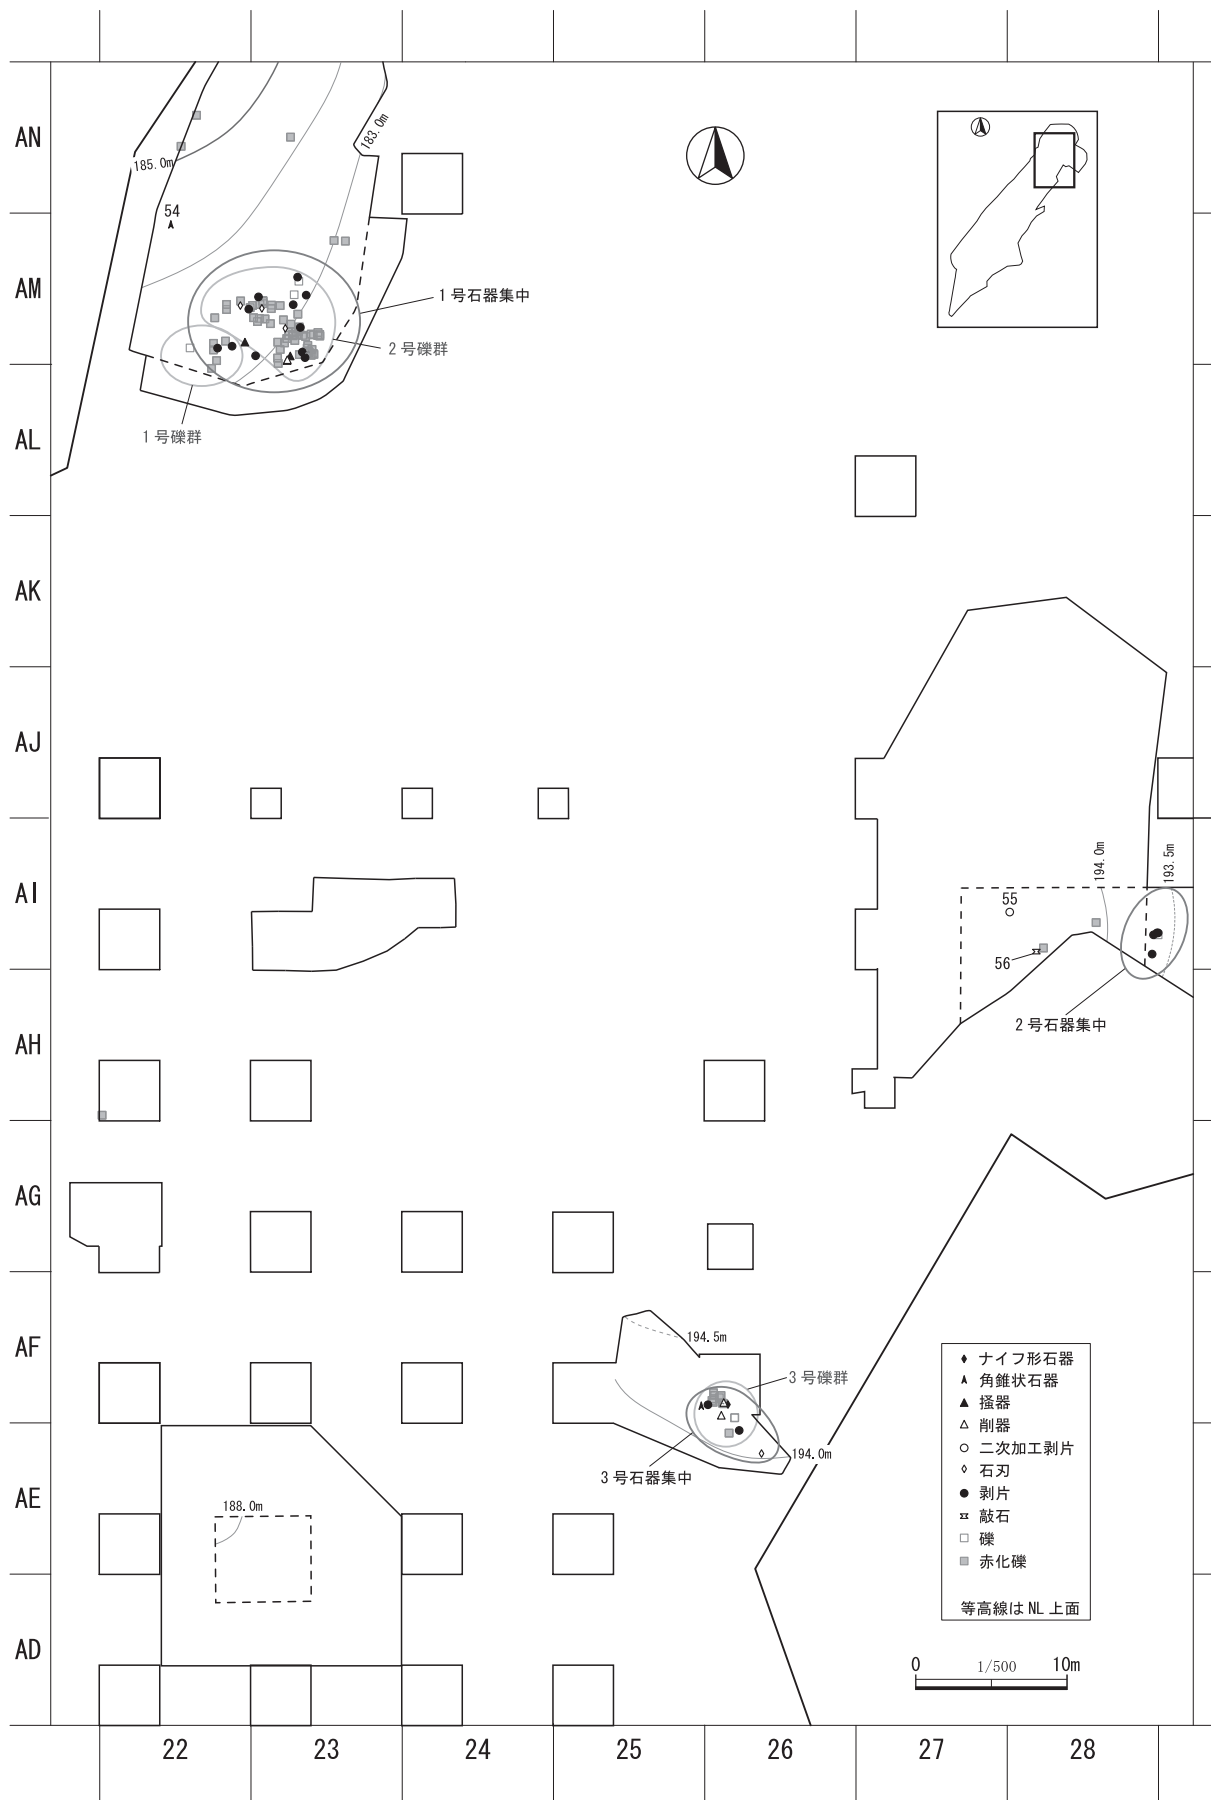 AN
183.0m
185.0m
54
AM
1号石器集中
2号礫群
1号礫群
AL
AK
AJ
AI
194.0m
193.5m
55
56
2号石器集中
AH
AG
AF
194.5m
3号礫群
194.0m
3号石器集中
AE
188.0m
AD
ナイフ形石器
角錐状石器
掻器
削器
二次加工剥片
石刃
剥片
敲石
礫
赤化礫
等高線は NL 上面
0 1/500 10m
22 23 24 25 26 27 28